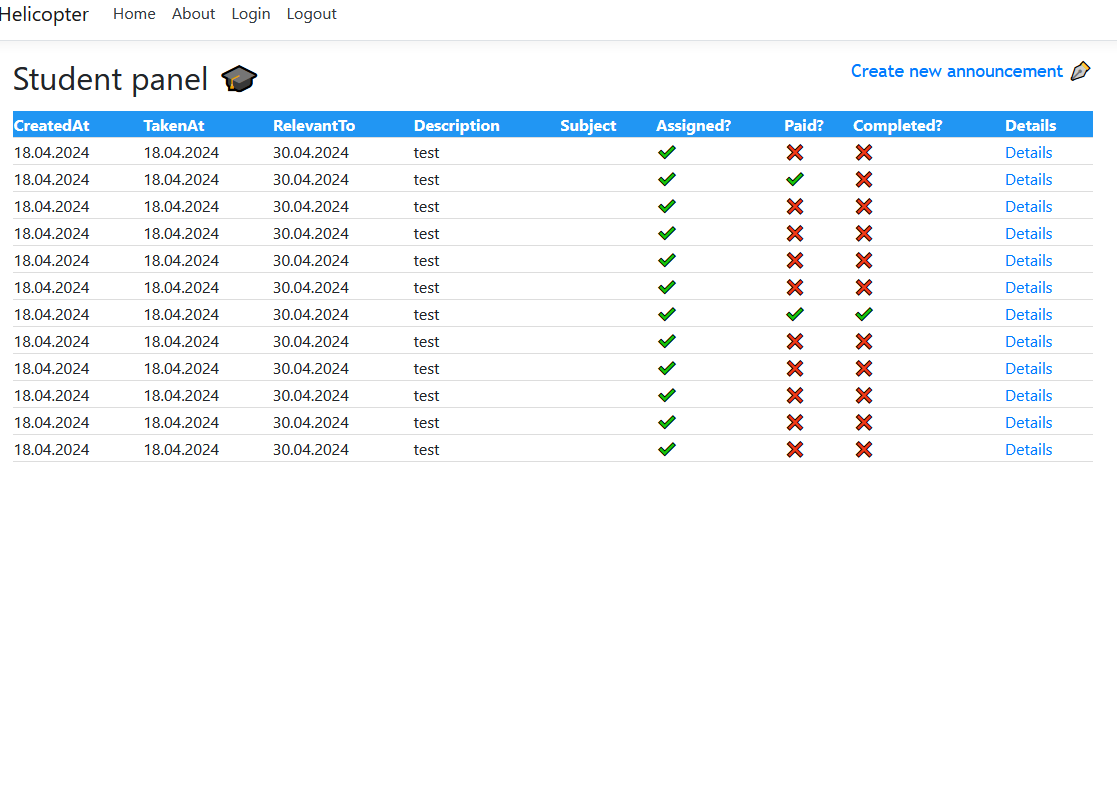 Helicopter Home About Login Logout
Student panel 🎓 Create new announcement
CreatedAt TakenAt RelevantTo Description Subject Assigned? Paid? Completed? Details
18.04.2024 18.04.2024 30.04.2024 test ✔ ❌ ❌ Details
18.04.2024 18.04.2024 30.04.2024 test ✔ ✔ ❌ Details
18.04.2024 18.04.2024 30.04.2024 test ✔ ❌ ❌ Details
18.04.2024 18.04.2024 30.04.2024 test ✔ ❌ ❌ Details
18.04.2024 18.04.2024 30.04.2024 test ✔ ❌ ❌ Details
18.04.2024 18.04.2024 30.04.2024 test ✔ ❌ ❌ Details
18.04.2024 18.04.2024 30.04.2024 test ✔ ✔ ✔ Details
18.04.2024 18.04.2024 30.04.2024 test ✔ ❌ ❌ Details
18.04.2024 18.04.2024 30.04.2024 test ✔ ❌ ❌ Details
18.04.2024 18.04.2024 30.04.2024 test ✔ ❌ ❌ Details
18.04.2024 18.04.2024 30.04.2024 test ✔ ❌ ❌ Details
18.04.2024 18.04.2024 30.04.2024 test ✔ ❌ ❌ Details